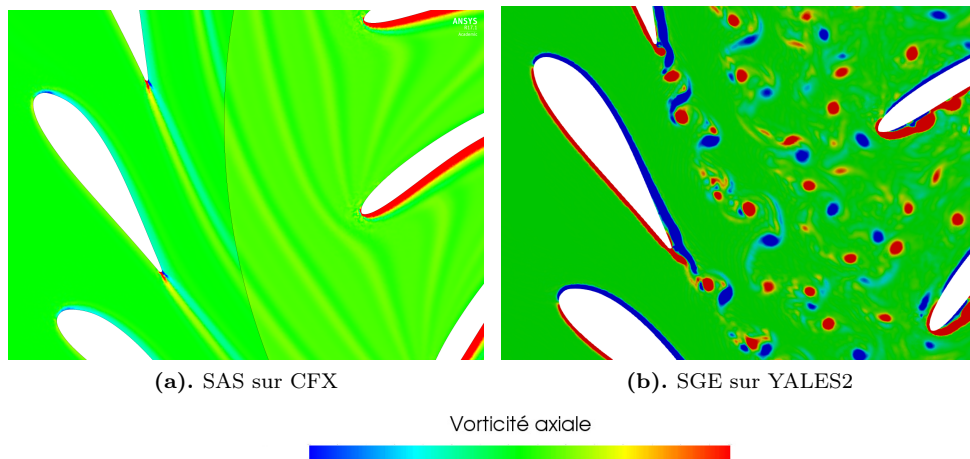 ANSYS
(a). SAS sur CFX
(b). SGE sur YALES2
Vorticité axiale